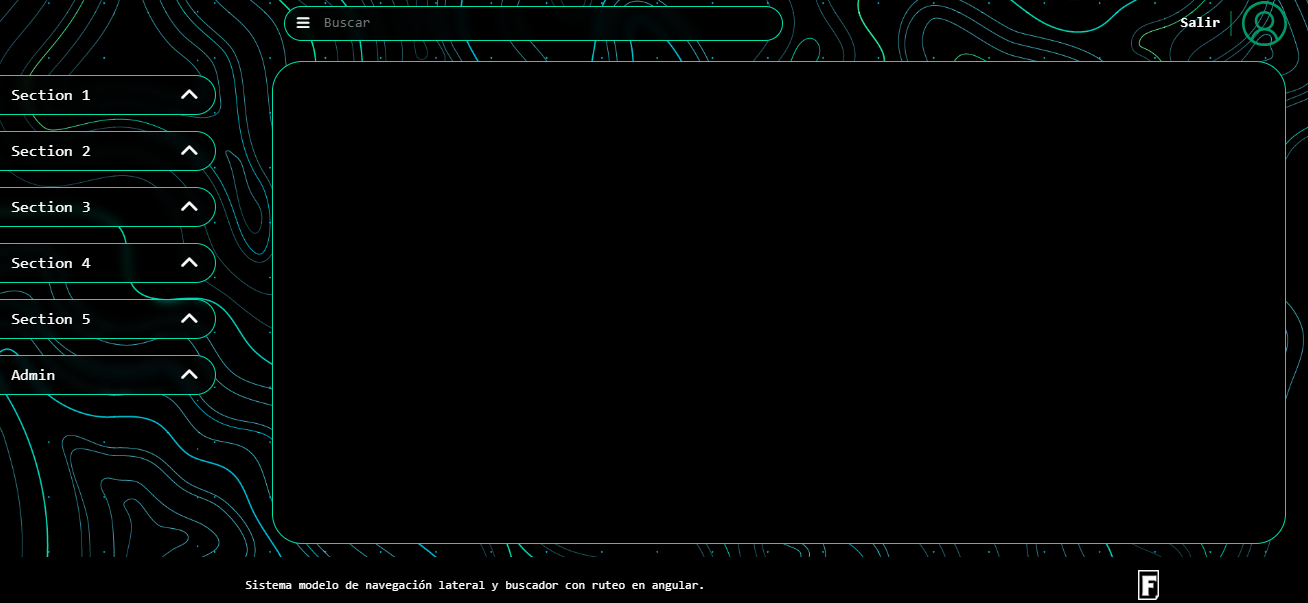 Buscar
Salir
Section 1
Section 2
Section 3
Section 4
Section 5
Admin
Sistema modelo de navegación lateral y buscador con ruteo en angular.
F